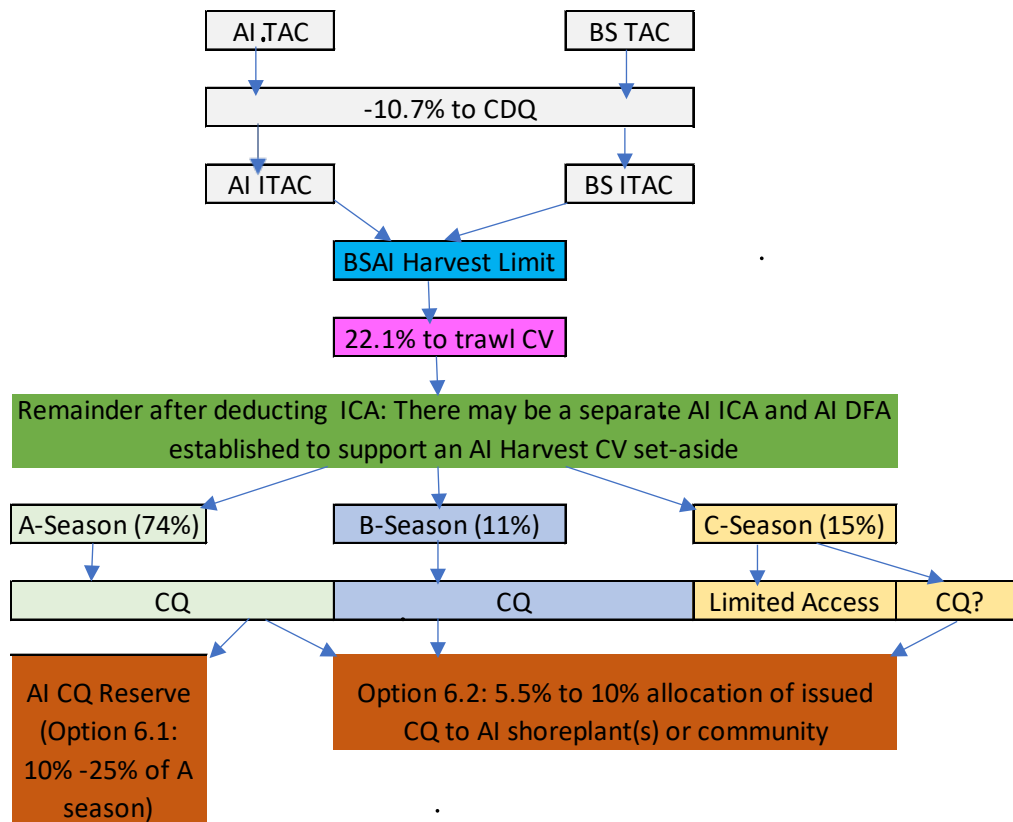 AI TAC
BS TAC
-10.7% to CDQ
AI ITAC
BS ITAC
BSAI Harvest Limit
22.1% to trawl CV
Remainder after deducting ICA: There may be a separate AI ICA and AI DFA
established to support an AI Harvest CV set-aside
A-Season (74%)
B-Season (11%)
C-Season (15%)
CQ
CQ
Limited Access
CQ?
AI CQ Reserve
(Option 6.1:
10% -25% of A
season)
Option 6.2: 5.5% to 10% allocation of issued
CQ to AI shoreplant(s) or community